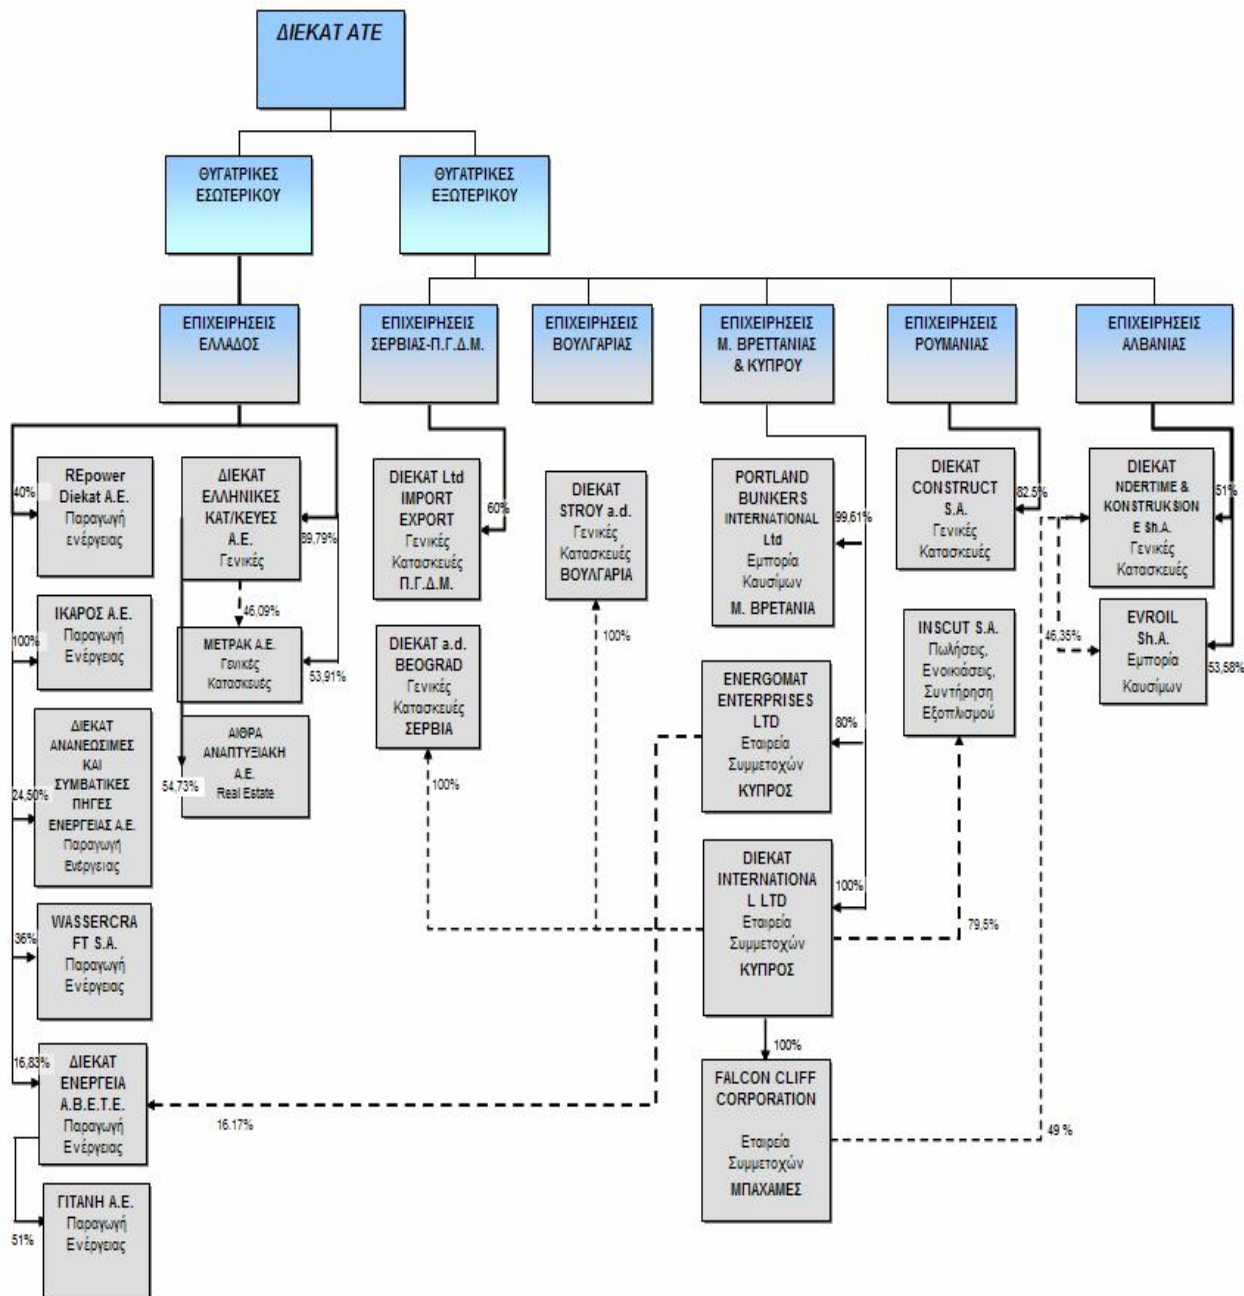 ΔΙΕΚΑΤ ΑΤΕ
ΘΥΓΑΤΡΙΚΕΣ
ΕΣΩΤΕΡΙΚΟΥ
ΘΥΓΑΤΡΙΚΕΣ
ΕΞΩΤΕΡΙΚΟΥ
ΕΠΙΧΕΙΡΗΣΕΙΣ
ΕΛΛΑΔΟΣ
ΕΠΙΧΕΙΡΗΣΕΙΣ
ΣΕΡΒΙΑΣ-Π.Γ.Δ.Μ.
ΕΠΙΧΕΙΡΗΣΕΙΣ
ΒΟΥΛΓΑΡΙΑΣ
ΕΠΙΧΕΙΡΗΣΕΙΣ
Μ. ΒΡΕΤΤΑΝΙΑΣ
& ΚΥΠΡΟΥ
ΕΠΙΧΕΙΡΗΣΕΙΣ
ΡΟΥΜΑΝΙΑΣ
ΕΠΙΧΕΙΡΗΣΕΙΣ
ΑΛΒΑΝΙΑΣ
40%
REpower
Diekat A.E.
Παραγωγή
ενέργειας
100%
ΙΚΑΡΟΣ Α.Ε.
Παραγωγή
Ενέργειας
24,50%
ΔΙΕΚΑΤ
ΑΝΑΝΕΩΣΙΜΕΣ
ΚΑΙ
ΣΥΜΒΑΤΙΚΕΣ
ΠΗΓΕΣ
ΕΝΕΡΓΕΙΑΣ Α.Ε.
Παραγωγή
Ενέργειας
36%
WASSERCRA
FT S.A.
Παραγωγή
Ενέργειας
16,83%
ΔΙΕΚΑΤ
ΕΝΕΡΓΕΙΑ
Α.Β.Ε.Τ.Ε.
Παραγωγή
Ενέργειας
51%
ΓΙΤΑΝΗ Α.Ε.
Παραγωγή
Ενέργειας
ΔΙΕΚΑΤ
ΕΛΛΗΝΙΚΕΣ
ΚΑΤ/ΚΕΥΕΣ
Α.Ε.
Γενικές
46,09%
ΜΕΤΡΑΚ Α.Ε.
Γενικές
Κατασκευές
53,91%
ΑΙΘΡΑ
ΑΝΑΠΤΥΞΙΑΚΗ
Α.Ε.
Real Estate
54,73%
DIEKAT Ltd
IMPORT
EXPORT
Γενικές
Κατασκευές
Π.Γ.Δ.Μ.
60%
DIEKAT a.d.
BEOGRAD
Γενικές
Κατασκευές
ΣΕΡΒΙΑ
100%
DIEKAT
STROY a.d.
Γενικές
Κατασκευές
ΒΟΥΛΓΑΡΙΑ
100%
PORTLAND
BUNKERS
INTERNATIONAL
Ltd
Εμπορία
Καυσίμων
Μ. ΒΡΕΤΑΝΙΑ
99,61%
ENERGOMAT
ENTERPRISES
LTD
Εταιρεία
Συμμετοχών
ΚΥΠΡΟΣ
80%
16.17%
DIEKAT
INTERNATIONA
L LTD
Εταιρεία
Συμμετοχών
ΚΥΠΡΟΣ
100%
100%
FALCON CLIFF
CORPORATION
Εταιρεία
Συμμετοχών
ΜΠΑΧΑΜΕΣ
49 %
DIEKAT
CONSTRUCT
S.A.
Γενικές
Κατασκευές
82.5%
INSCUT S.A.
Πωλήσεις,
Ενοικιάσεις,
Συντήρηση
Εξοπλισμού
79,5%
DIEKAT
NDERTIME &
KONSTRUKSION
E Sh.A.
Γενικές
Κατασκευές
51%
EVROIL
Sh.A.
Εμπορία
Καυσίμων
46,35%
53,58%